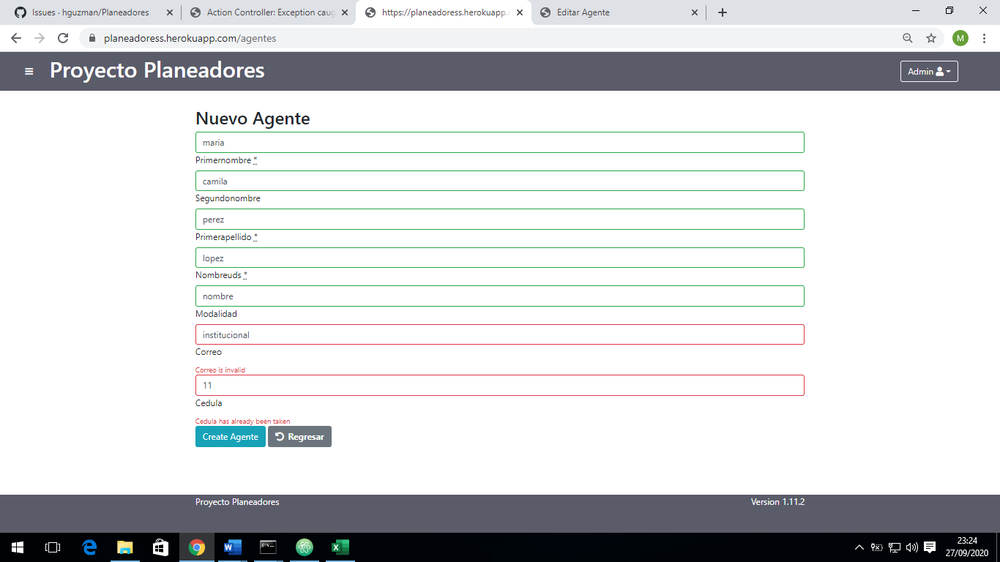 Issues · hguzman/Planeadores
Action Controller: Exception caug
https://planeadoress.herokuapp.c
Editar Agente
planeadoress.herokuapp.com/agentes
M
Proyecto Planeadores
Admin
Nuevo Agente
maria
Primernombre *
camila
Segundonombre
perez
Primerapellido *
lopez
Nombreuds *
nombre
Modalidad
institucional
Correo
Correo is invalid
11
Cedula
Cedula has already been taken
Create Agente
Regresar
Proyecto Planeadores
Version 1.11.2
23:24
27/09/2020